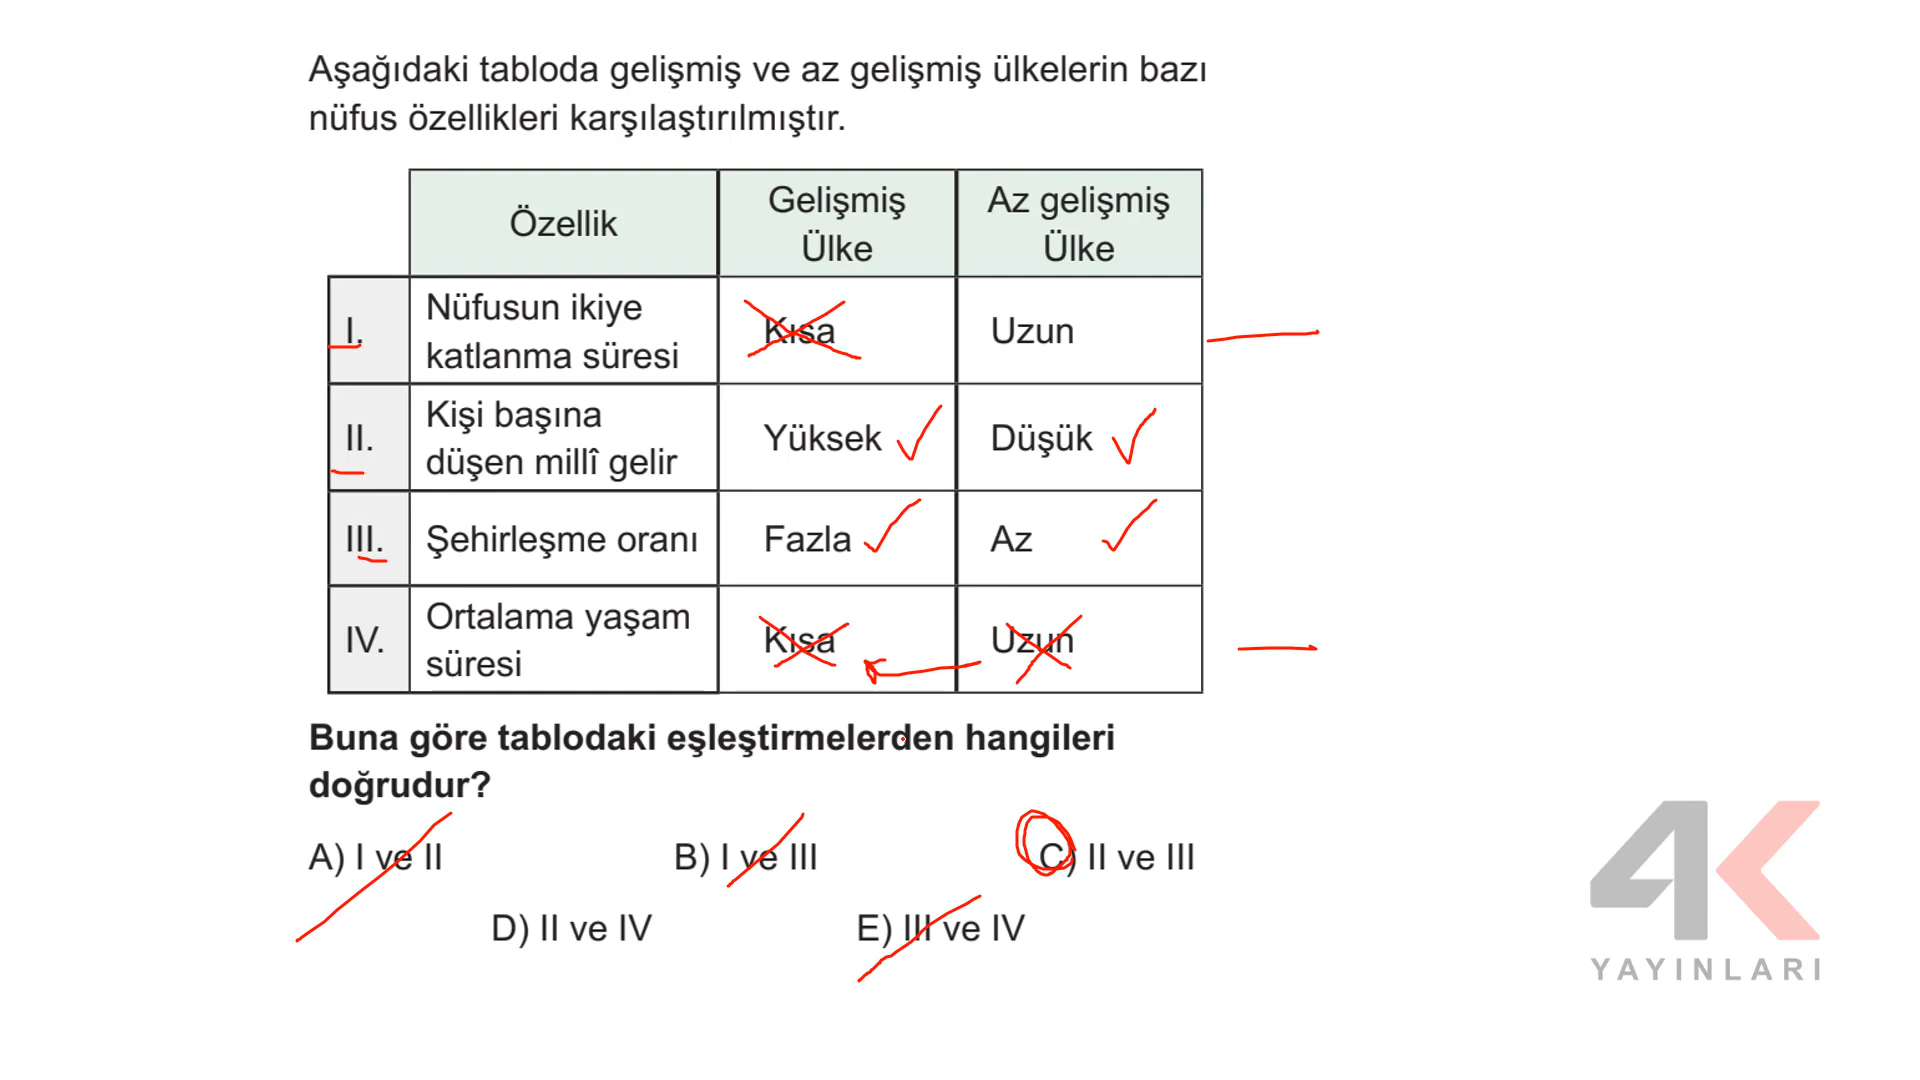 Aşağıdaki tabloda gelişmiş ve az gelişmiş ülkelerin bazı
nüfus özellikleri karşılaştırılmıştır.
Özellik
Gelişmiş
Ülke
Az gelişmiş
Ülke
I.
Nüfusun ikiye
katlanma süresi
Kısa
Uzun
II.
Kişi başına
düşen millî gelir
Yüksek
Düşük
III.
Şehirleşme oranı
Fazla
Az
IV.
Ortalama yaşam
süresi
Kısa
Uzun
Buna göre tablodaki eşleştirmelerden hangileri
doğrudur?
A) I ve II
B) I ve III
C) II ve III
D) II ve IV
E) III ve IV
4K
YAYINLARI